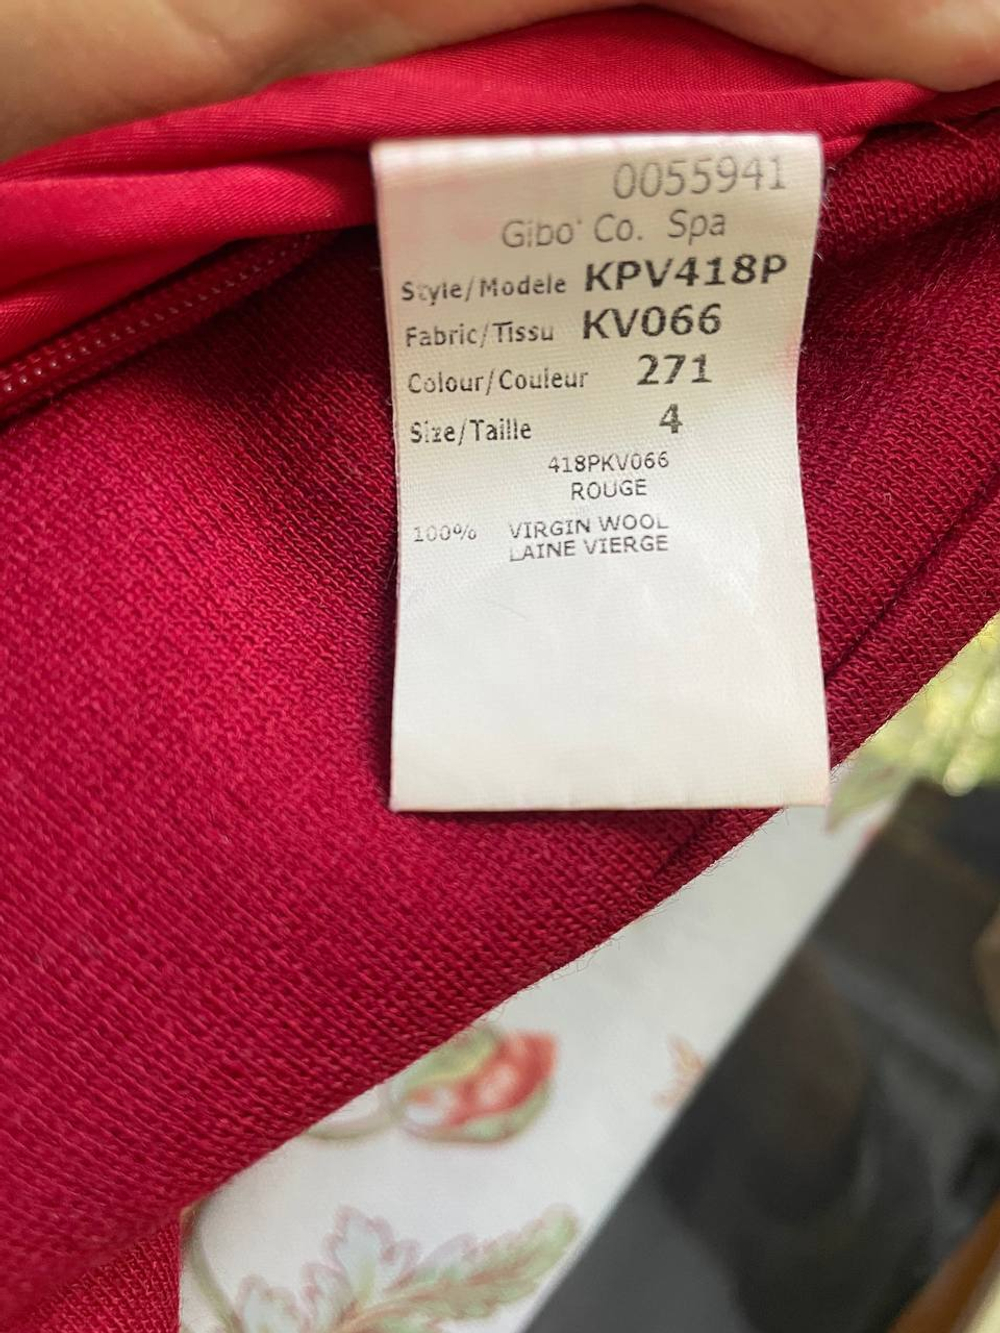 0055941
Gibo' Co. Spa
Style/Modele KPV418P
Fabric/Tissu KV066
Colour/Couleur 271
Size/Taille 4
418PKV066
ROUGE
100% VIRGIN WOOL
LAINE VIERGE